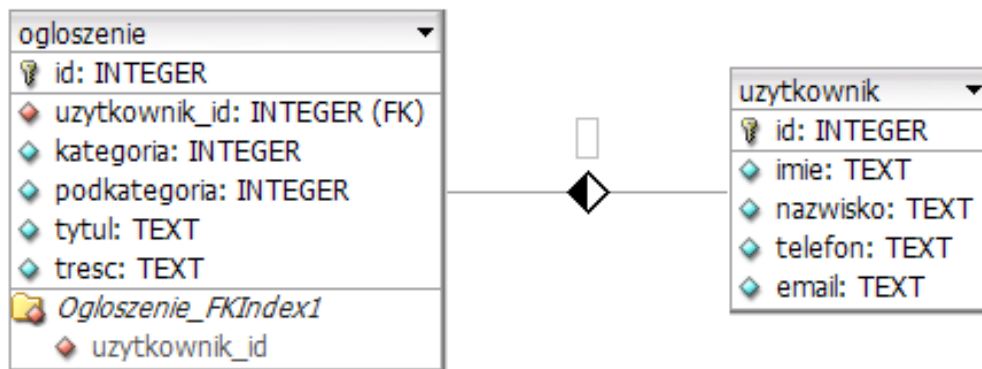 ogloszenie
id: INTEGER
uzytkownik_id: INTEGER (FK)
kategoria: INTEGER
podkategoria: INTEGER
tytul: TEXT
tresc: TEXT
Ogloszenie_FKIndex1
uzytkownik_id
uzytkownik
id: INTEGER
imie: TEXT
nazwisko: TEXT
telefon: TEXT
email: TEXT